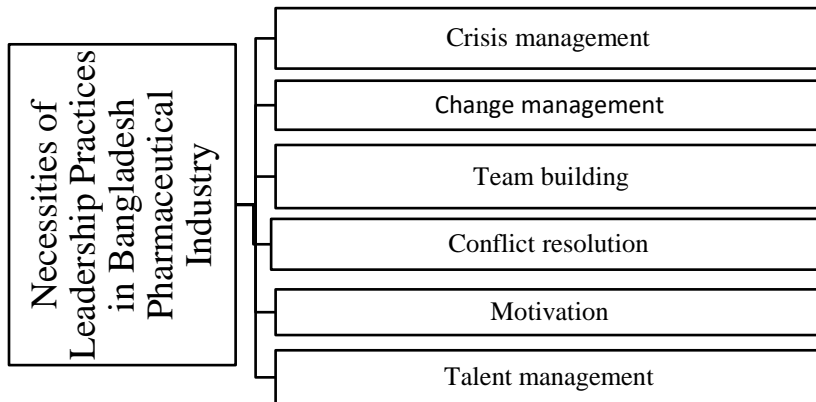 Necessities of
Leadership Practices
in Bangladesh
Pharmaceutical
Industry
Crisis management
Change management
Team building
Conflict resolution
Motivation
Talent management